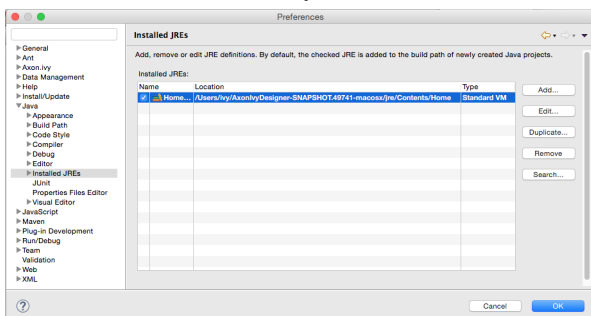 Preferences
Installed JREs
Add, remove or edit JRE definitions. By default, the checked JRE is added to the build path of newly created Java projects.
Installed JREs:
Name Location Type
Home... /Users/ivy/AxonIvyDesigner-SNAPSHOT.49741-macosx/jre/Contents/Home Standard VM
Add...
Edit...
Duplicate...
Remove
Search...
General
Ant
Axon.ivy
Data Management
Help
Install/Update
Java
Appearance
Build Path
Code Style
Compiler
Debug
Editor
Installed JREs
JUnit
Properties Files Editor
Visual Editor
JavaScript
Maven
Plug-in Development
Run/Debug
Team
Validation
Web
XML
?
Cancel OK